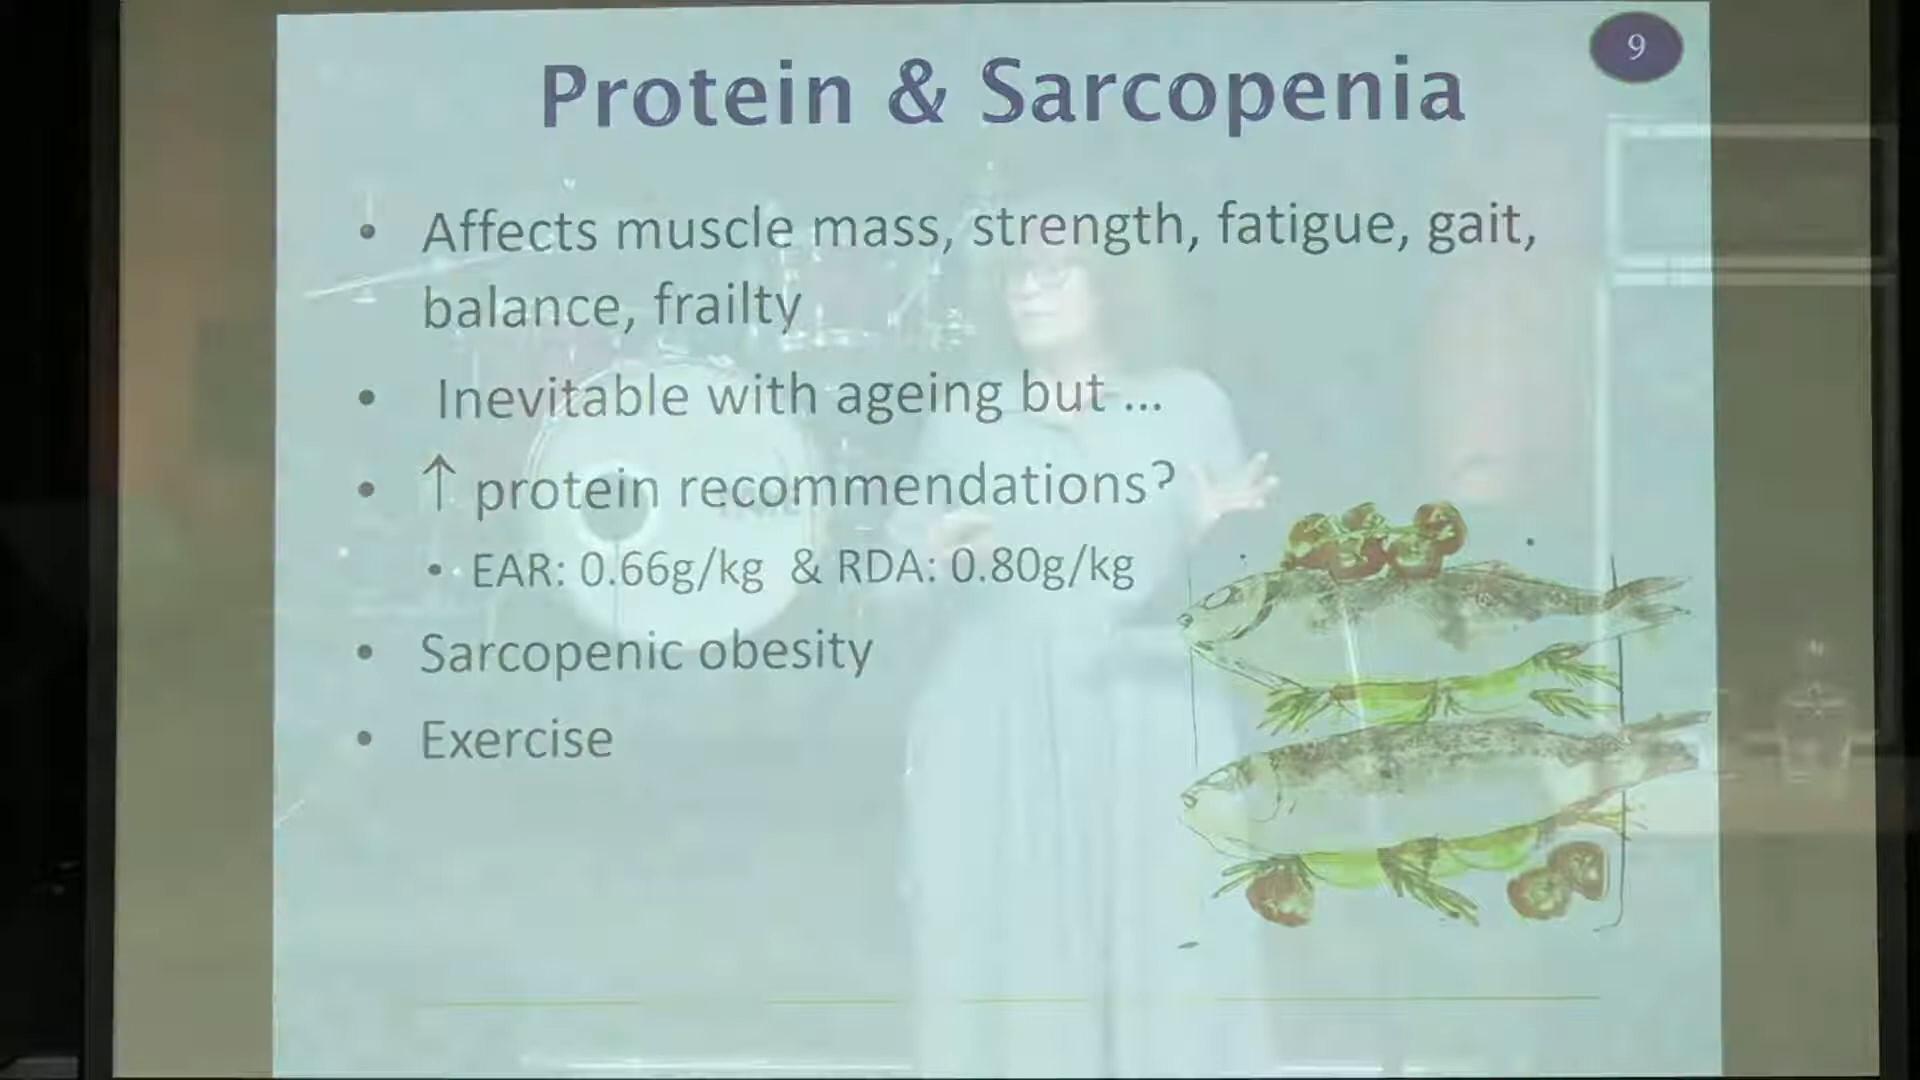 9
Protein & Sarcopenia
• Affects muscle mass, strength, fatigue, gait,
balance, frailty
• Inevitable with ageing but ...
• ↑ protein recommendations?
• EAR: 0.66g/kg & RDA: 0.80g/kg
• Sarcopenic obesity
• Exercise